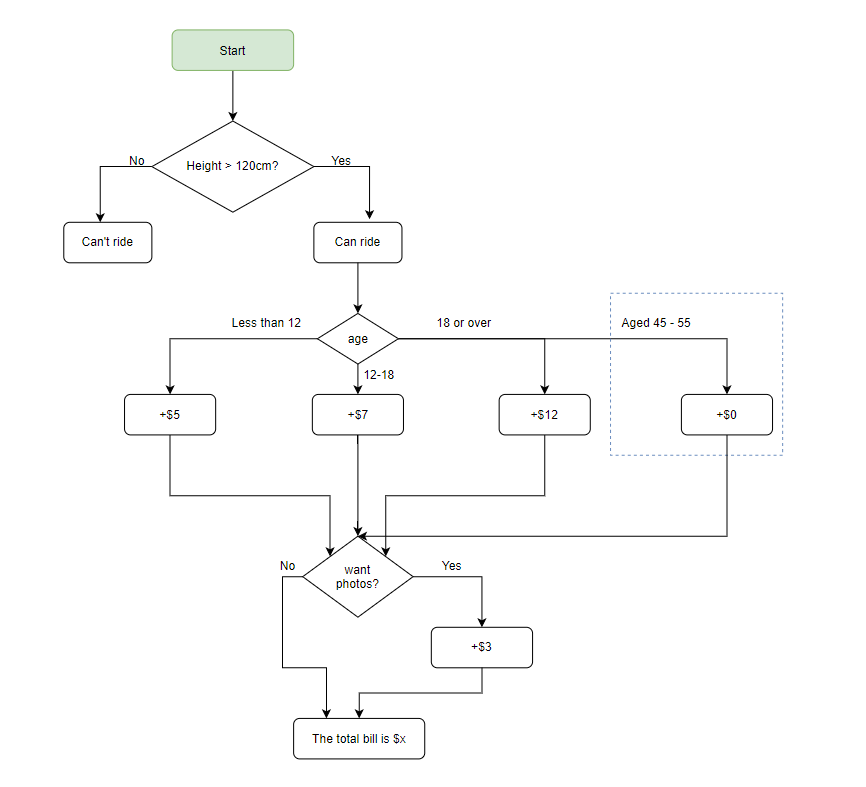 Start
Height > 120cm?
No
Yes
Can't ride
Can ride
Less than 12
age
18 or over
Aged 45 - 55
12-18
+$5
+$7
+$12
+$0
No
want
photos?
Yes
+$3
The total bill is $x